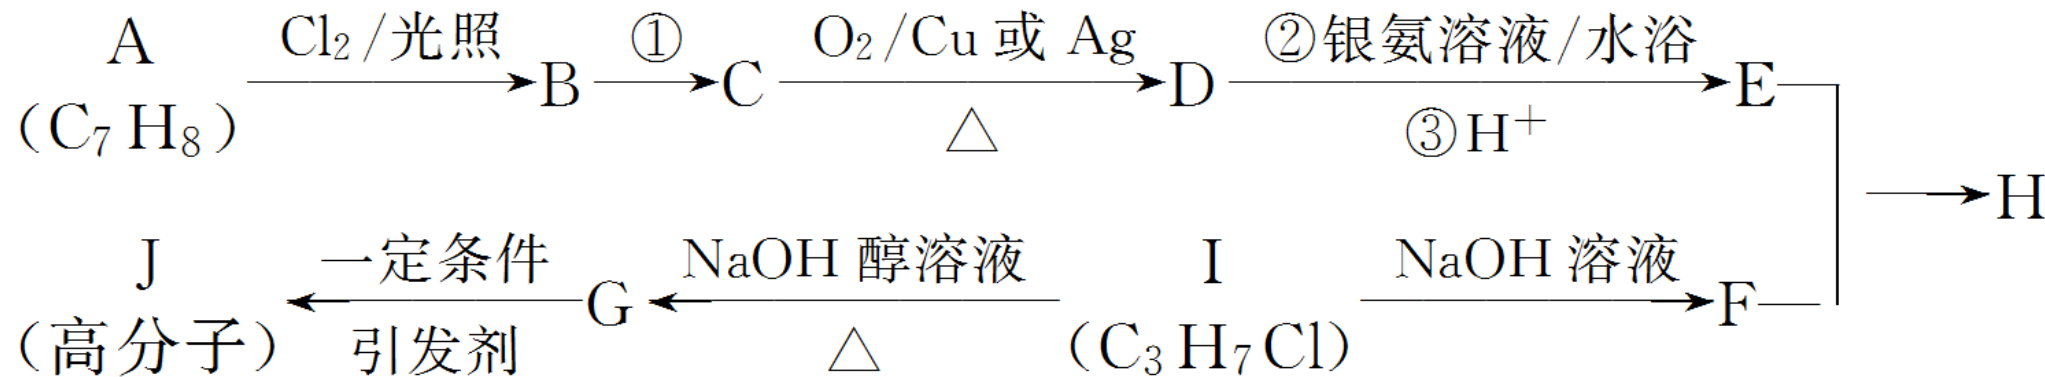 A Cl₂/光照 ① O₂/Cu 或 Ag ②银氨溶液/水浴
B C D E
(C₇H₈) △ ③H⁺
H
J 一定条件 NaOH 醇溶液 I NaOH 溶液
G F
(高分子) 引发剂 △ (C₃H₇Cl)